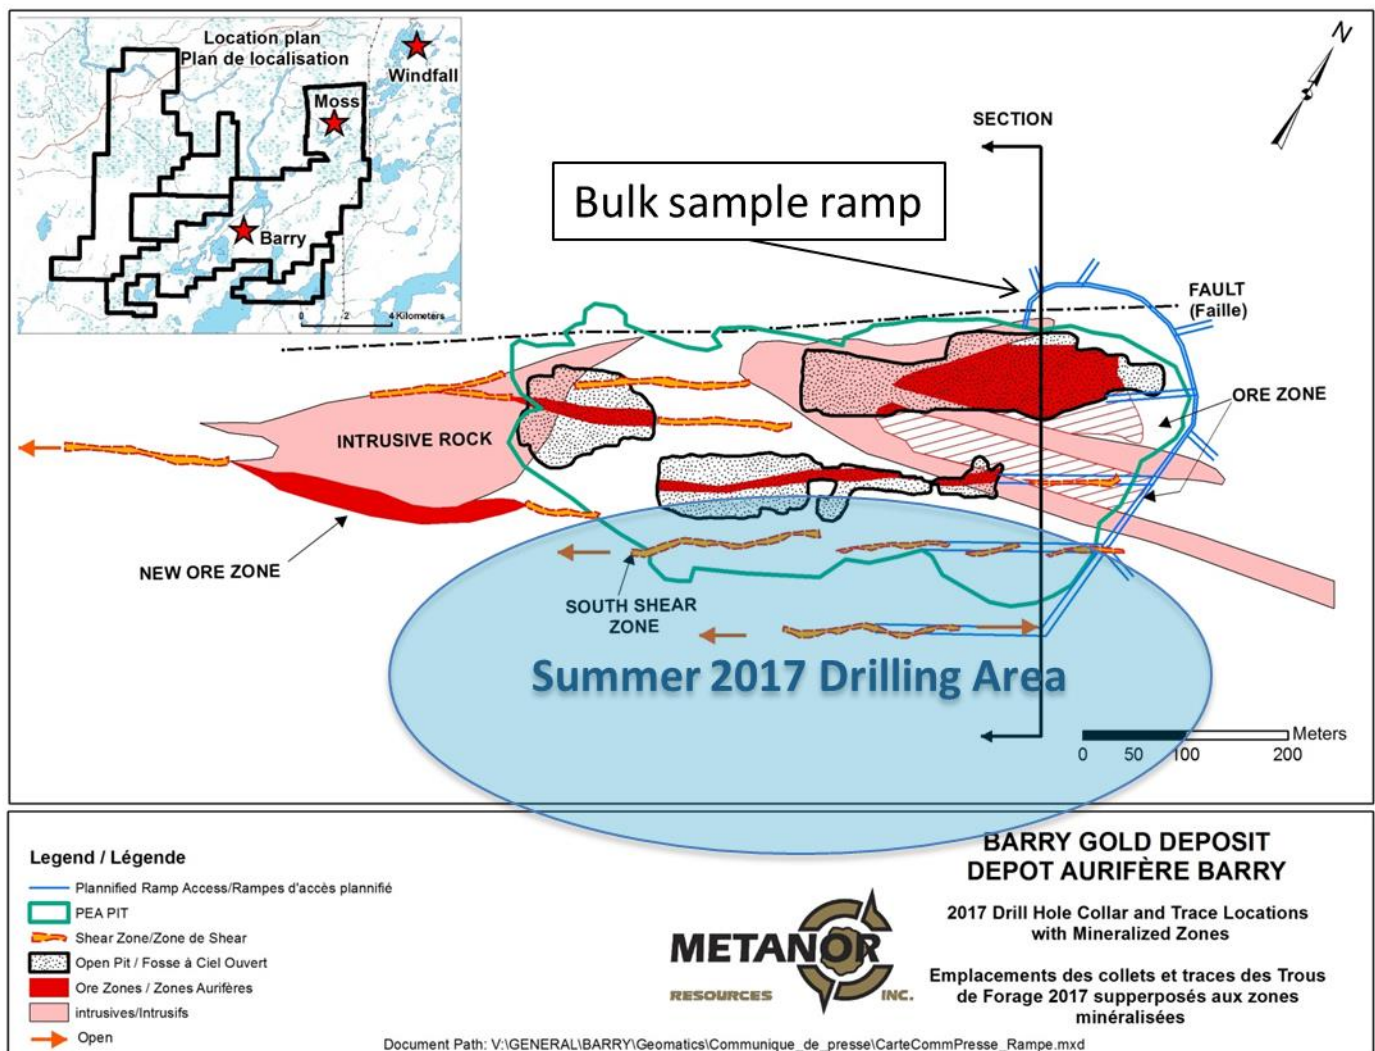 Location plan
Plan de localisation
Windfall
Moss
Barry
0 2 4 Kilometers
N
SECTION
Bulk sample ramp
FAULT
(Faille)
ORE ZONE
INTRUSIVE ROCK
NEW ORE ZONE
SOUTH SHEAR
ZONE
Summer 2017 Drilling Area
Meters
0 50 100 200
Legend / Légende
Plannified Ramp Access/Rampes d'accès plannifié
PEA PIT
Shear Zone/Zone de Shear
Open Pit / Fosse à Ciel Ouvert
Ore Zones / Zones Aurifères
intrusives/Intrusifs
Open
METANOR
RESOURCES INC.
BARRY GOLD DEPOSIT
DEPOT AURIFÈRE BARRY
2017 Drill Hole Collar and Trace Locations
with Mineralized Zones
Emplacements des collets et traces des Trous
de Forage 2017 supperposés aux zones
minéralisées
Document Path: V:\GENERAL\BARRY\Geomatics\Communique_de_presse\CarteCommPresse_Rampe.mxd